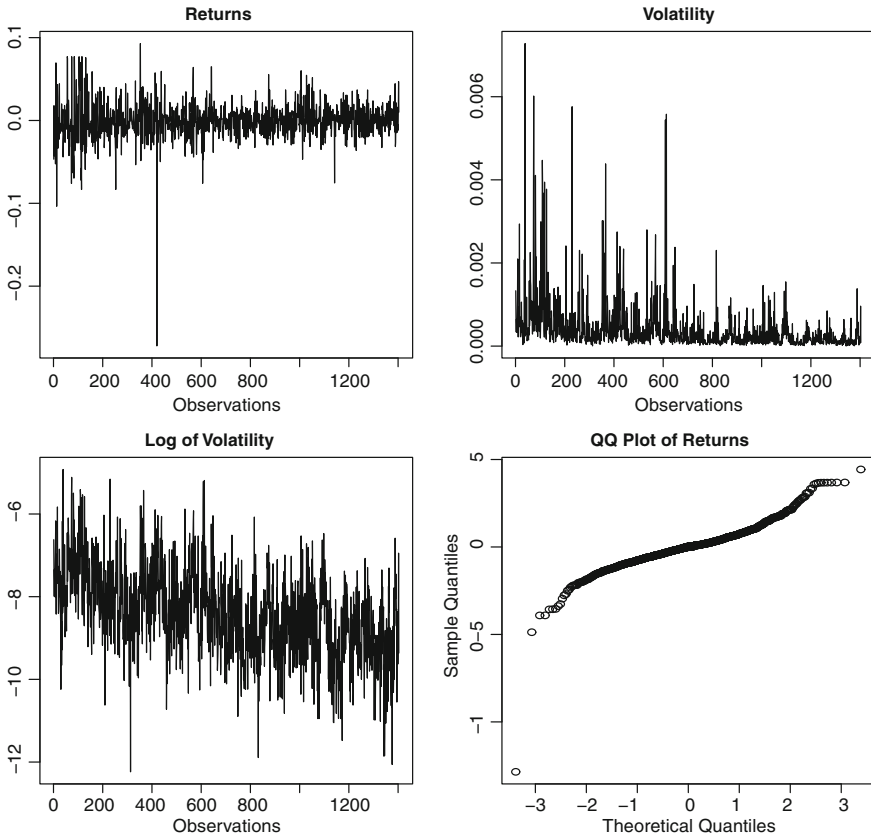 Returns
0.1
0.0
−0.1
−0.2
0 200 400 600 800 1200
Observations
Volatility
0.006
0.004
0.002
0.000
0 200 400 600 800 1200
Observations
Log of Volatility
−6
−8
−10
−12
0 200 400 600 800 1200
Observations
QQ Plot of Returns
Sample Quantiles
5
0
0−5
−1
−3 −2 −1 0 1 2 3
Theoretical Quantiles